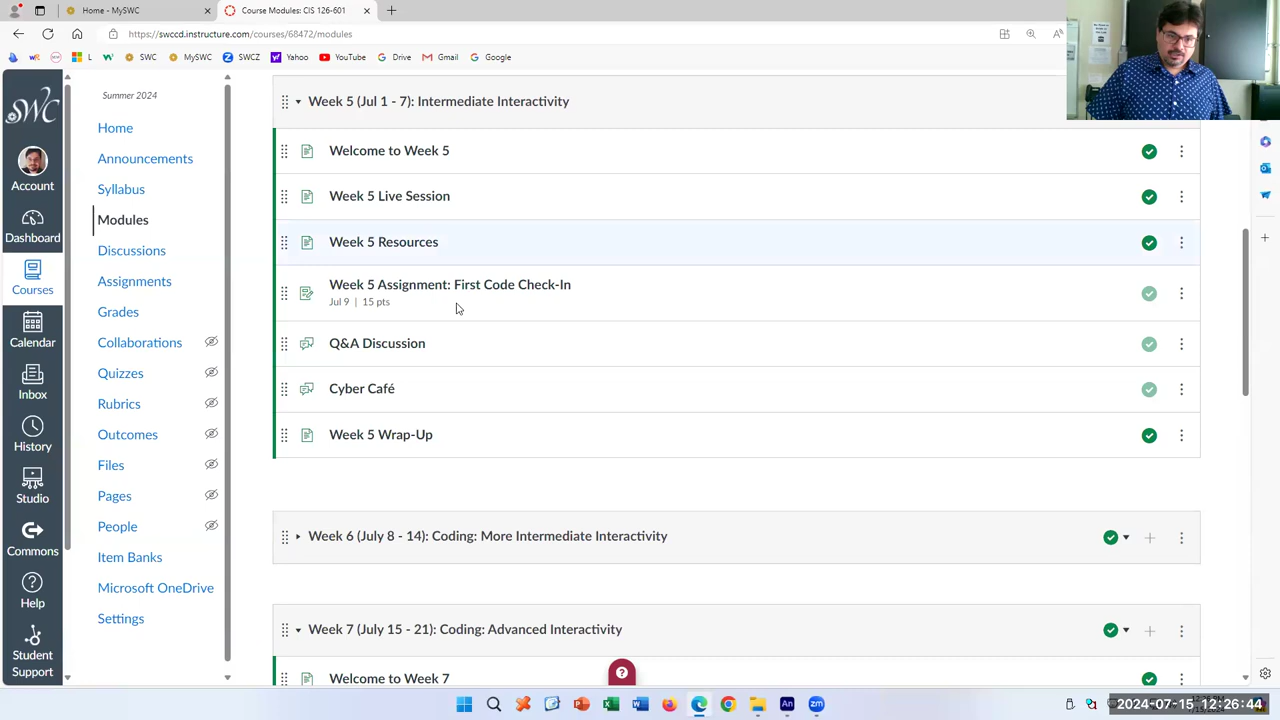 Home - MySWC
Course Modules: CIS 126-601
https://swccd.instructure.com/courses/68472/modules
L
SWC
MySWC
SWCZ
Yahoo
YouTube
Drive
Gmail
Google
SWC
Account
Dashboard
Courses
Calendar
Inbox
History
Studio
Commons
Help
Student
Support
Summer 2024
Home
Announcements
Syllabus
Modules
Discussions
Assignments
Grades
Collaborations
Quizzes
Rubrics
Outcomes
Files
Pages
People
Item Banks
Microsoft OneDrive
Settings
Week 5 (Jul 1 - 7): Intermediate Interactivity
Welcome to Week 5
Week 5 Live Session
Week 5 Resources
Week 5 Assignment: First Code Check-In
Jul 9 | 15 pts
Q&A Discussion
Cyber Café
Week 5 Wrap-Up
Week 6 (July 8 - 14): Coding: More Intermediate Interactivity
Week 7 (July 15 - 21): Coding: Advanced Interactivity
Welcome to Week 7
2024-07-15 12:26:44